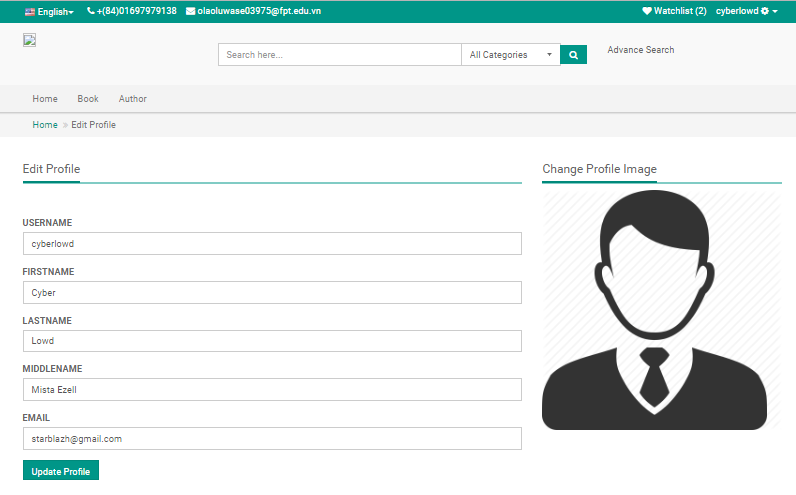 English +(84)01697979138 olaoluwase03975@fpt.edu.vn Watchlist (2) cyberlowd
Search here... All Categories Advance Search
Home Book Author
Home » Edit Profile
Edit Profile
USERNAME
cyberlowd
FIRSTNAME
Cyber
LASTNAME
Lowd
MIDDLENAME
Mista Ezell
EMAIL
starblazh@gmail.com
Update Profile
Change Profile Image